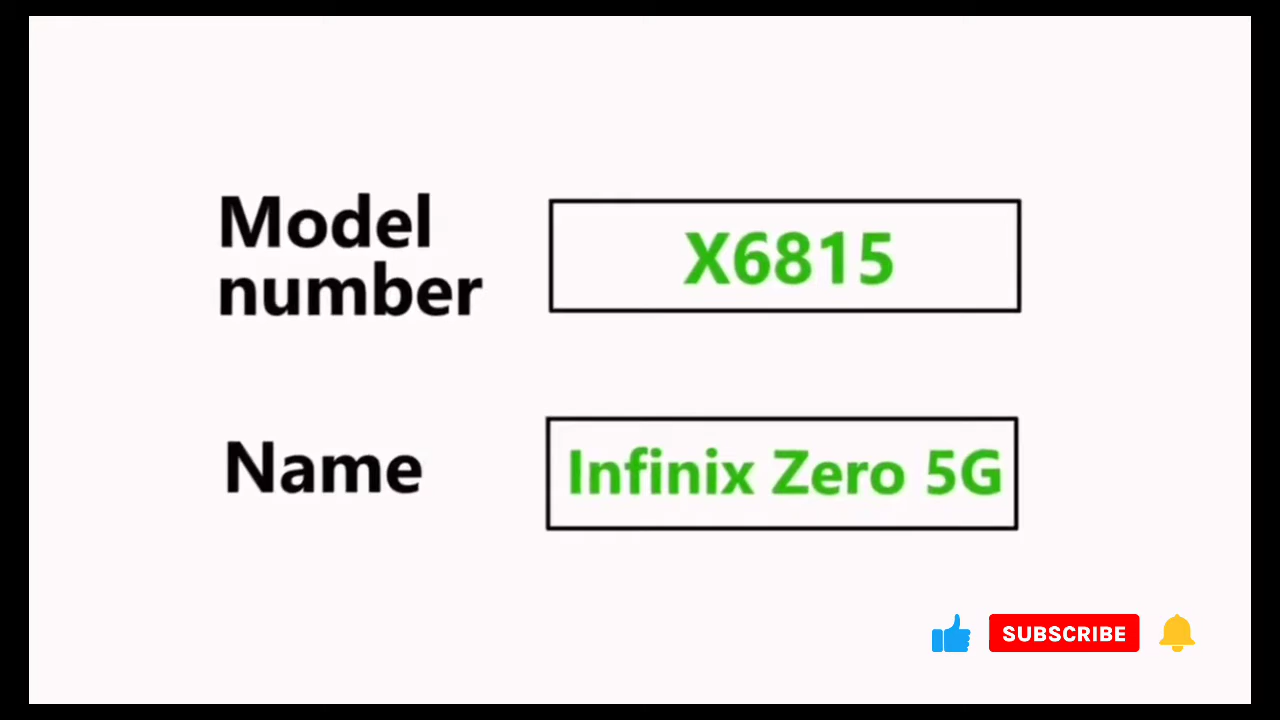 Model
number
X6815
Name
Infinix Zero 5G
SUBSCRIBE